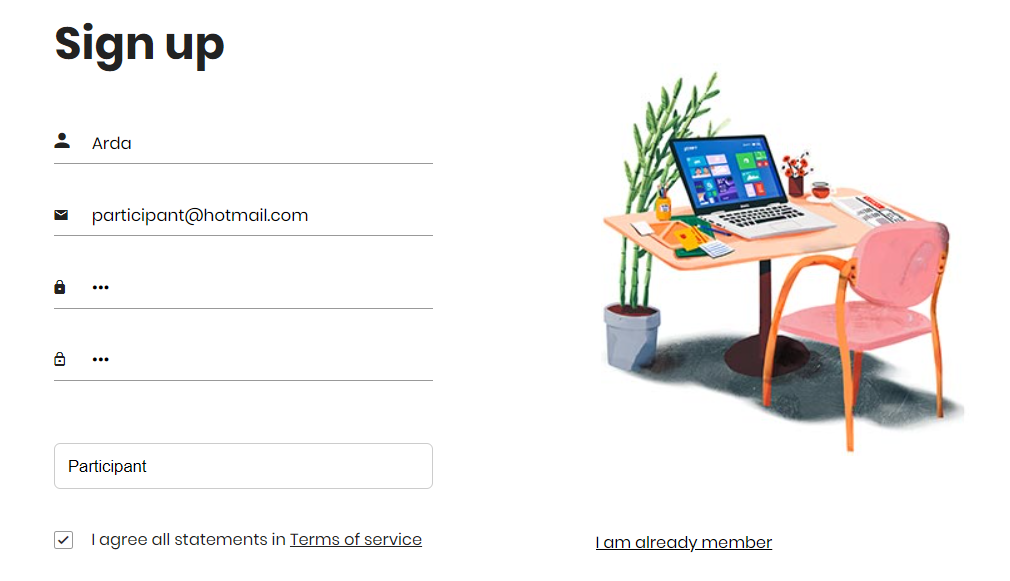 Sign up
Arda
participant@hotmail.com
•••
•••
Participant
I agree all statements in Terms of service
I am already member